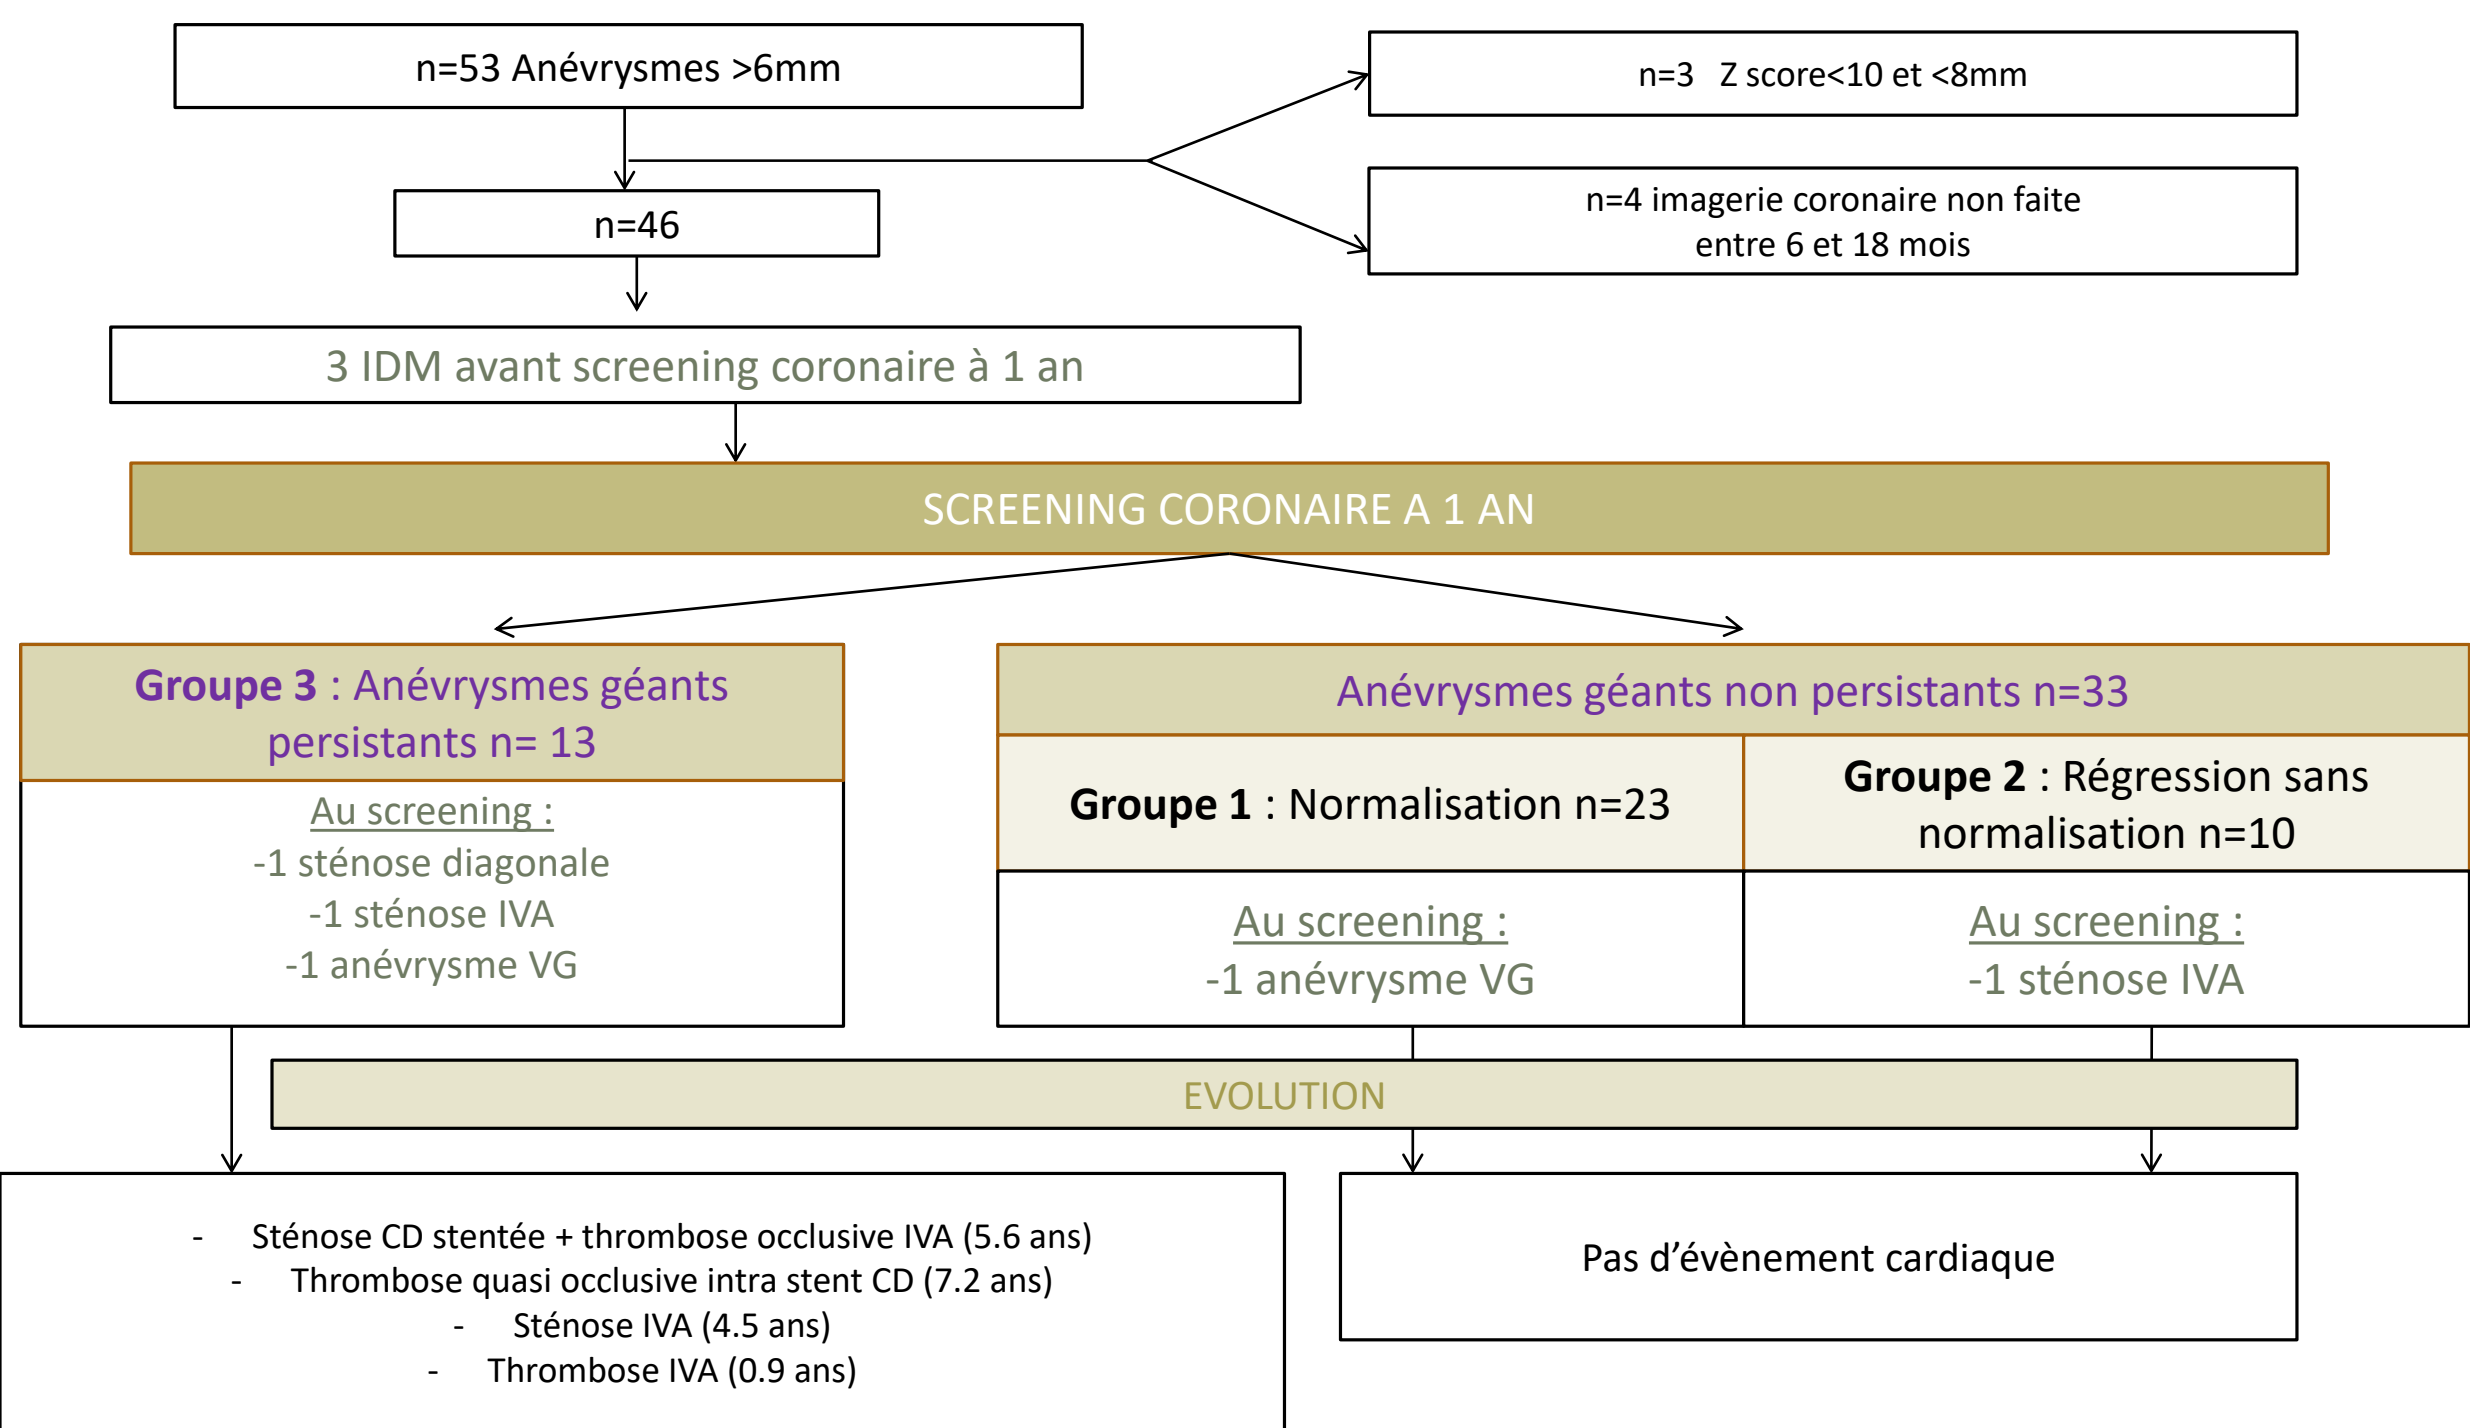 n=53 Anévrysmes >6mm
n=3   Z score<10 et <8mm
n=4 imagerie coronaire non faite
entre 6 et 18 mois
n=46
3 IDM avant screening coronaire à 1 an
SCREENING CORONAIRE A 1 AN
Groupe 3 : Anévrysmes géants
persistants n= 13
Au screening :
-1 sténose diagonale
-1 sténose IVA
-1 anévrysme VG
Anévrysmes géants non persistants n=33
Groupe 1 : Normalisation n=23
Au screening :
-1 anévrysme VG
Groupe 2 : Régression sans
normalisation n=10
Au screening :
-1 sténose IVA
EVOLUTION
- Sténose CD stentée + thrombose occlusive IVA (5.6 ans)
- Thrombose quasi occlusive intra stent CD (7.2 ans)
- Sténose IVA (4.5 ans)
- Thrombose IVA (0.9 ans)
Pas d’évènement cardiaque